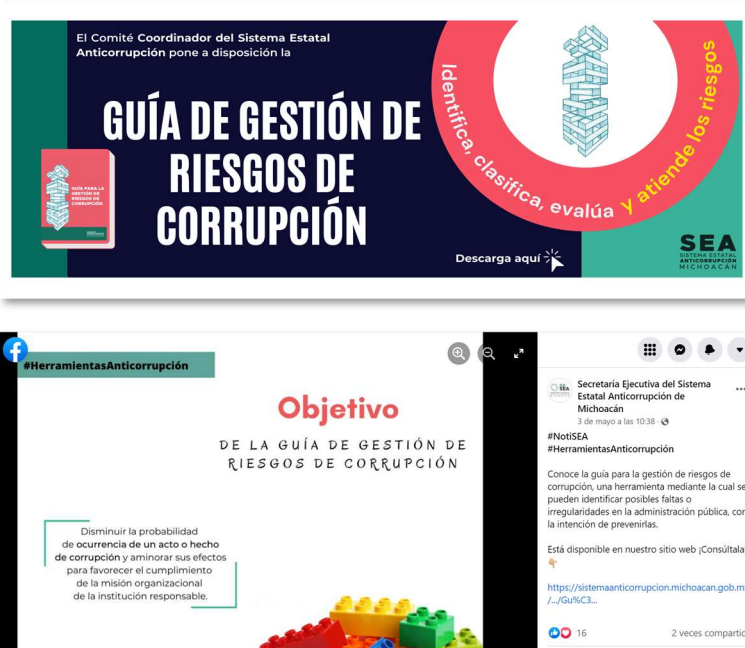 El Comité Coordinador del Sistema Estatal
Anticorrupción pone a disposición la
GUÍA DE GESTIÓN DE
RIESGOS DE
CORRUPCIÓN
GUÍA PARA LA
GESTIÓN DE
RIESGOS DE
CORRUPCIÓN
Identifica, clasifica, evalúa y atiende los riesgos
Descarga aquí
SEA
SISTEMA ESTATAL
ANTICORRUPCIÓN
MICHOACÁN
#HerramientasAnticorrupción
Objetivo
DE LA GUÍA DE GESTIÓN DE
RIESGOS DE CORRUPCIÓN
Disminuir la probabilidad
de ocurrencia de un acto o hecho
de corrupción y aminorar sus efectos
para favorecer el cumplimiento
de la misión organizacional
de la institución responsable.
Secretaría Ejecutiva del Sistema
Estatal Anticorrupción de
Michoacán
3 de mayo a las 10:38 ·
#NotiSEA
#HerramientasAnticorrupción
Conoce la guía para la gestión de riesgos de
corrupción, una herramienta mediante la cual se
pueden identificar posibles faltas o
irregularidades en la administración pública, con
la intención de prevenirlas.
Está disponible en nuestro sitio web ¡Consúltala!
https://sistemaanticorrupcion.michoacan.gob.m
/.../Gu%C3...
16
2 veces compartid